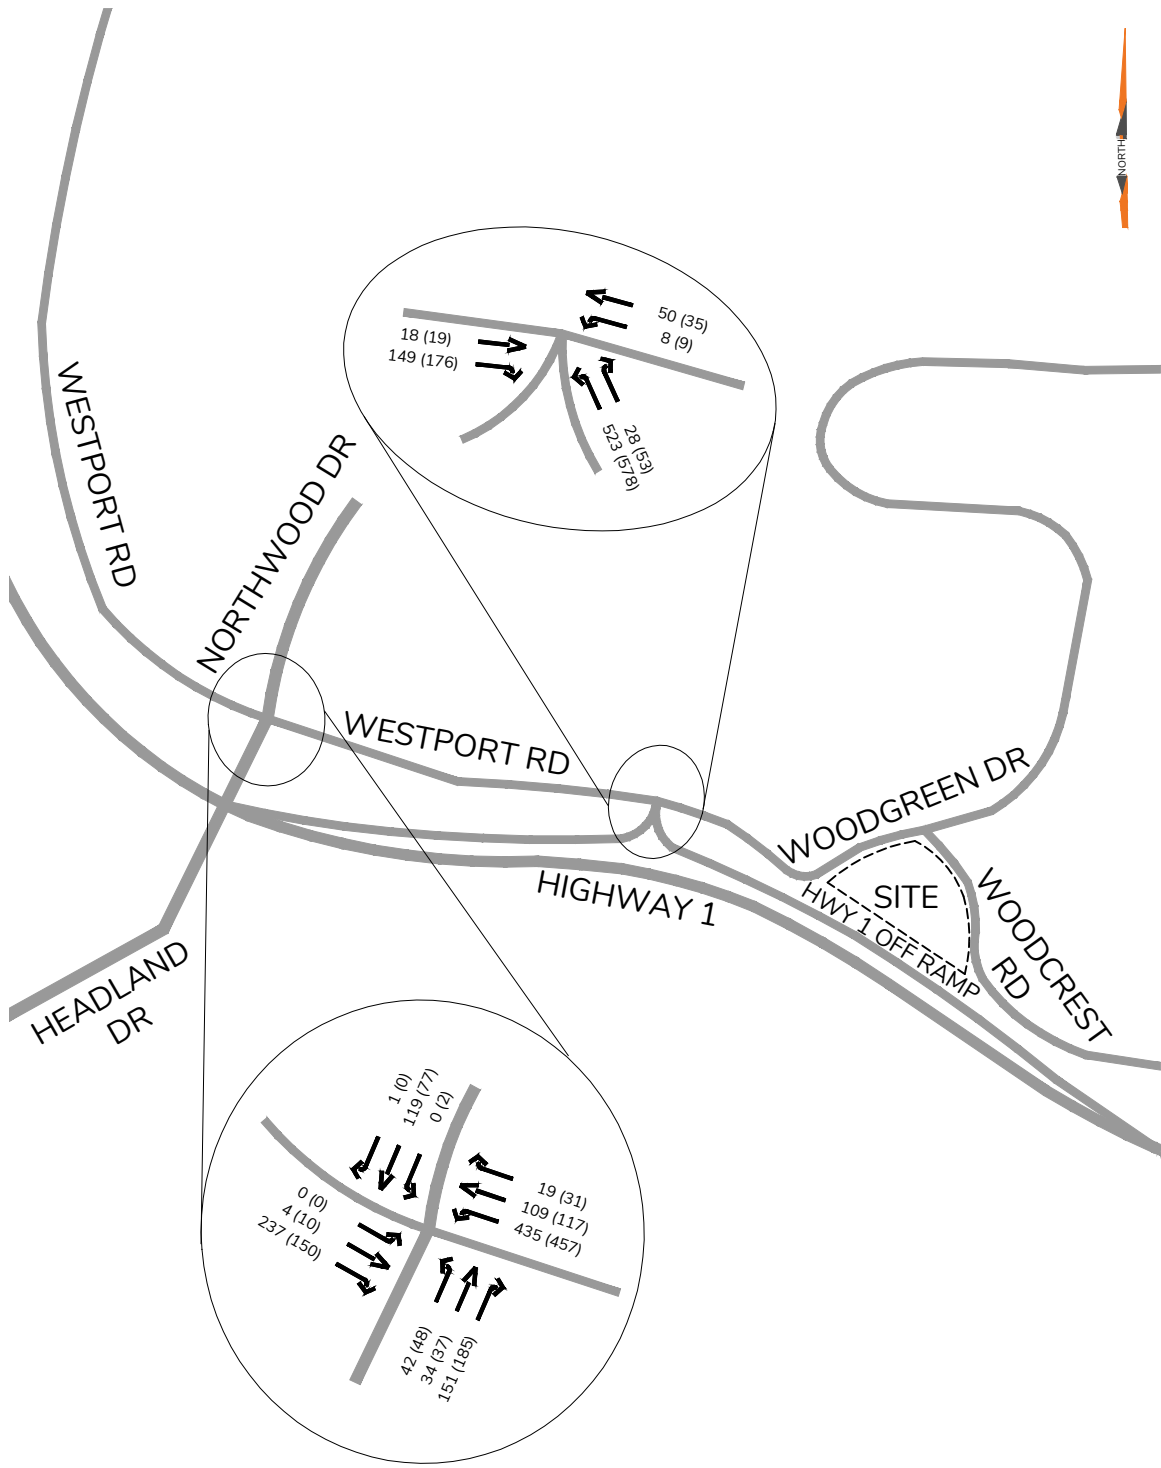 NORTH
50 (35)
8 (9)
18 (19)
149 (176)
28 (53)
523 (578)
WESTPORT RD
NORTHWOOD DR
WESTPORT RD
WOODGREEN DR
SITE
HWY 1 OFF RAMP
WOODCREST
RD
HIGHWAY 1
HEADLAND
DR
1 (0)
119 (77)
0 (2)
19 (31)
109 (117)
435 (457)
0 (0)
4 (10)
237 (150)
42 (48)
34 (37)
151 (185)